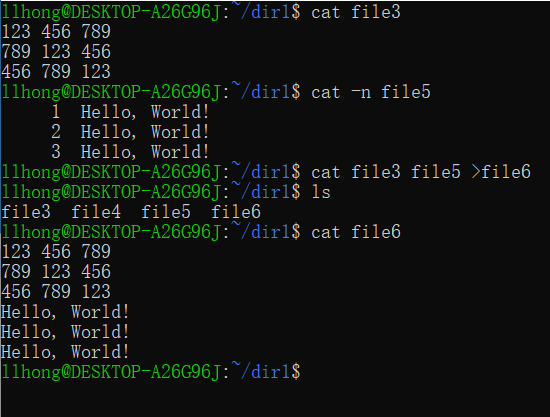 llhong@DESKTOP-A26G96J:~/dir1$ cat file3
123 456 789
789 123 456
456 789 123
llhong@DESKTOP-A26G96J:~/dir1$ cat -n file5
     1  Hello, World!
     2  Hello, World!
     3  Hello, World!
llhong@DESKTOP-A26G96J:~/dir1$ cat file3 file5 >file6
llhong@DESKTOP-A26G96J:~/dir1$ ls
file3  file4  file5  file6
llhong@DESKTOP-A26G96J:~/dir1$ cat file6
123 456 789
789 123 456
456 789 123
Hello, World!
Hello, World!
Hello, World!
llhong@DESKTOP-A26G96J:~/dir1$